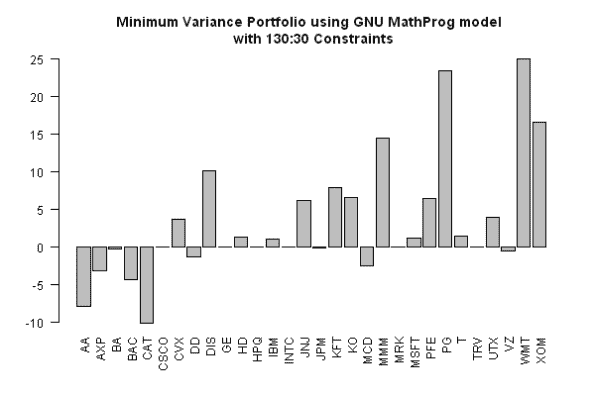 Minimum Variance Portfolio using GNU MathProg model
with 130:30 Constraints
25
20
15
10
5
0
-5
-10
AA
AXP
BA
BAC
CAT
CSCO
CVX
DD
DIS
GE
HD
HPQ
IBM
INTC
JNJ
JPM
KFT
KO
MCD
MMM
MRK
MSFT
PFE
PG
T
TRV
UTX
VZ
WMT
XOM